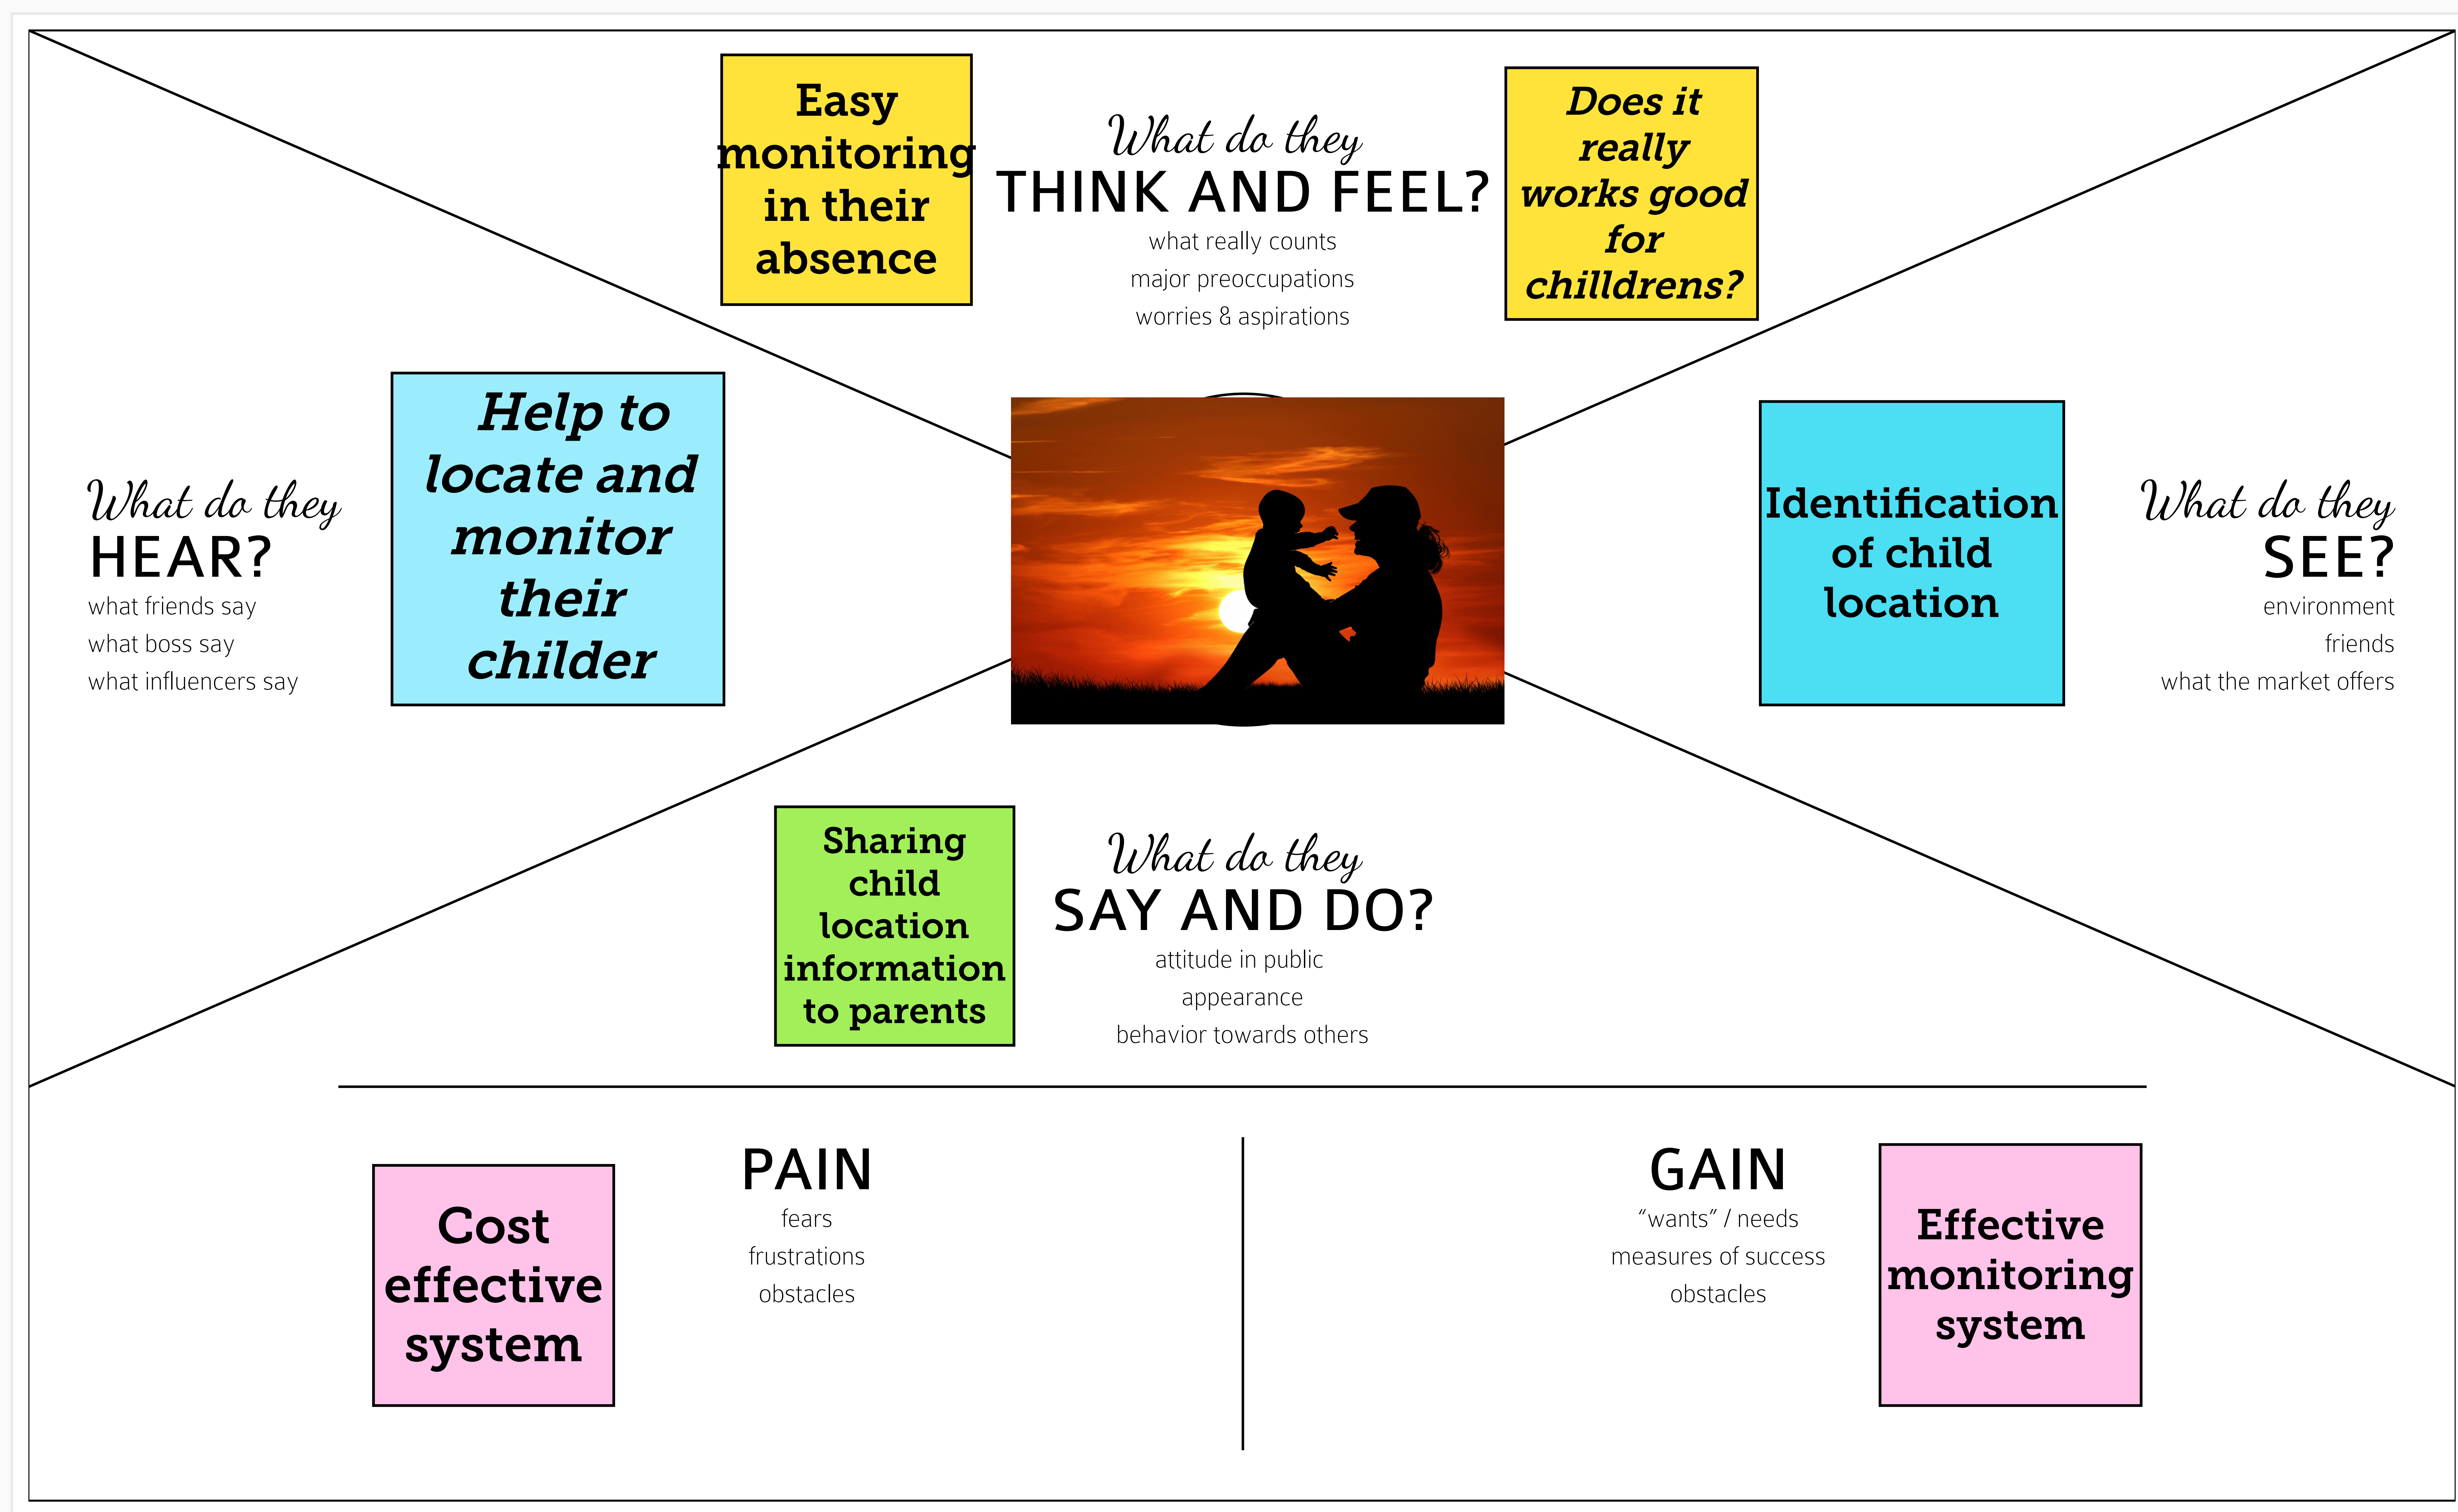 Easy
monitoring
in their
absence
What do they
THINK AND FEEL?
what really counts
major preoccupations
worries & aspirations
Does it
really
works good
for
chilldrens?
What do they
HEAR?
what friends say
what boss say
what influencers say
Help to
locate and
monitor
their
childer
Identification
of child
location
What do they
SEE?
environment
friends
what the market offers
Sharing
child
location
information
to parents
What do they
SAY AND DO?
attitude in public
appearance
behavior towards others
Cost
effective
system
PAIN
fears
frustrations
obstacles
GAIN
“wants” / needs
measures of success
obstacles
Effective
monitoring
system